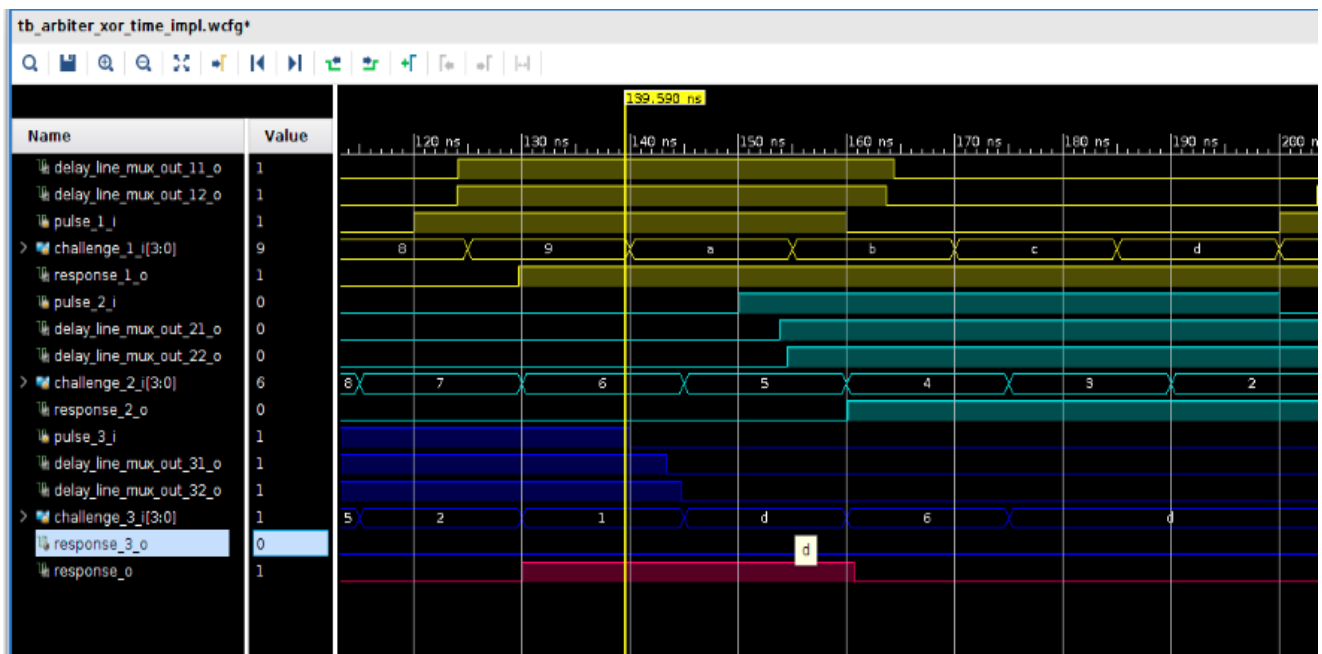 tb_arbiter_xor_time_impl.wcfg*
139.590 ns
Name Value
120 ns 130 ns 140 ns 150 ns 160 ns 170 ns 180 ns 190 ns 200 n
delay_line_mux_out_11_o 1
delay_line_mux_out_12_o 1
pulse_1_i 1
challenge_1_i[3:0] 9 8 9 a b c d
response_1_o 1
pulse_2_i 0
delay_line_mux_out_21_o 0
delay_line_mux_out_22_o 0
challenge_2_i[3:0] 6 8 7 6 5 4 3 2
response_2_o 0
pulse_3_i 1
delay_line_mux_out_31_o 1
delay_line_mux_out_32_o 1
challenge_3_i[3:0] 1 5 2 1 d 6 d
response_3_o 0
d
response_o 1